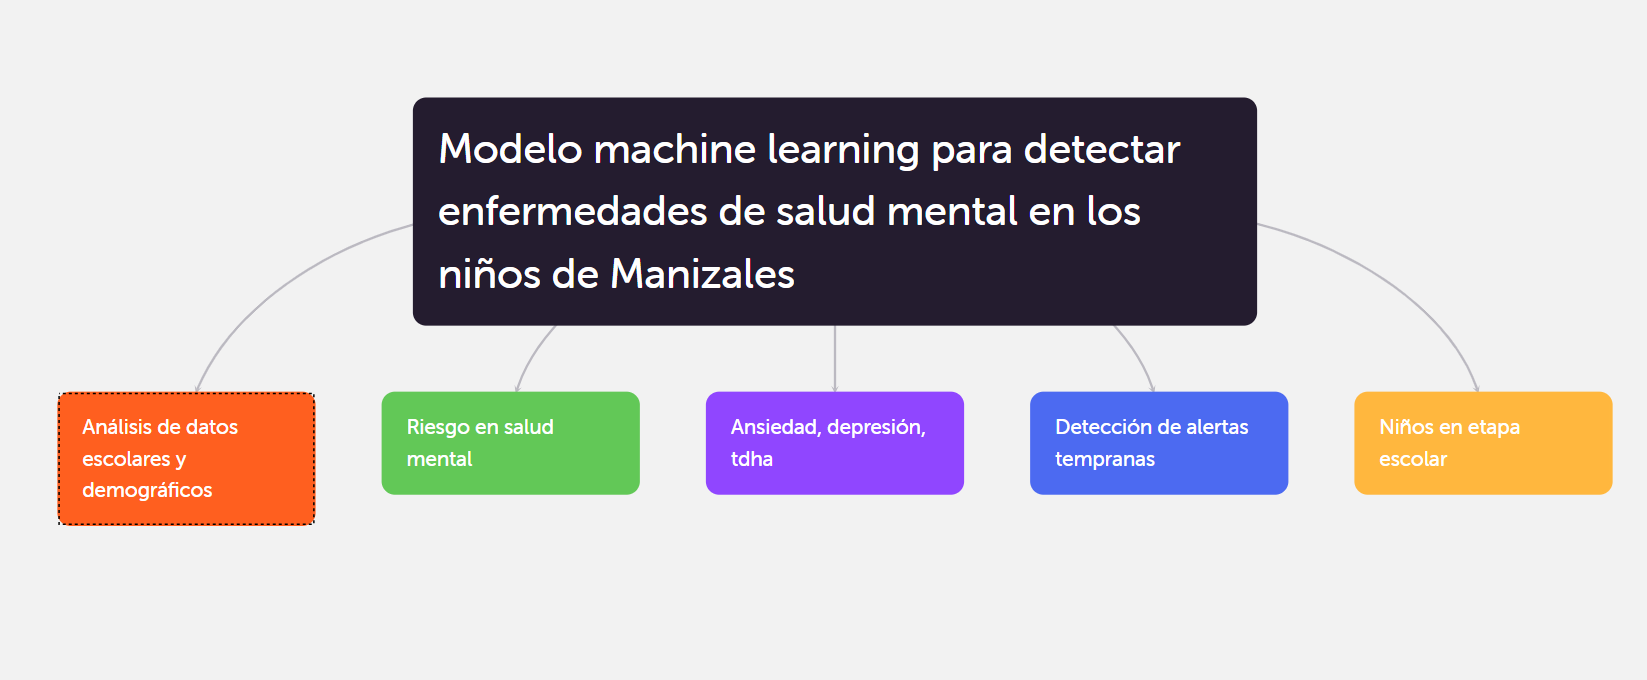 Modelo machine learning para detectar
enfermedades de salud mental en los
niños de Manizales
Análisis de datos
escolares y
demográficos
Riesgo en salud
mental
Ansiedad, depresión,
tdha
Detección de alertas
tempranas
Niños en etapa
escolar